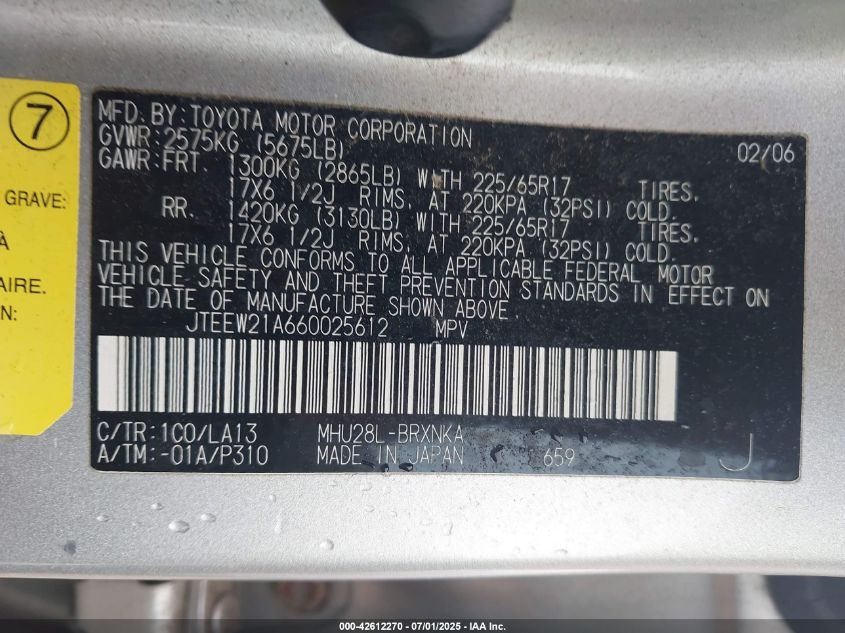 7
GRAVE:
À
AIRE.
N:
MFD. BY: TOYOTA MOTOR CORPORATION 02/06
GVWR: 2575KG (5675LB)
GAWR: FRT. 1300KG (2865LB) WITH 225/65R17 TIRES,
17X6 1/2J RIMS, AT 220KPA (32PSI) COLD.
RR. 1420KG (3130LB) WITH 225/65R17 TIRES,
17X6 1/2J RIMS, AT 220KPA (32PSI) COLD.
THIS VEHICLE CONFORMS TO ALL APPLICABLE FEDERAL MOTOR
VEHICLE SAFETY AND THEFT PREVENTION STANDARDS IN EFFECT ON
THE DATE OF MANUFACTURE SHOWN ABOVE
JTEEW21A660025612 MPV
C/TR: 1C0/LA13 MHU28L-BRXNKA
A/TM: -01A/P310 MADE IN JAPAN 659 J
000-42612270 - 07/01/2025 - IAA Inc.